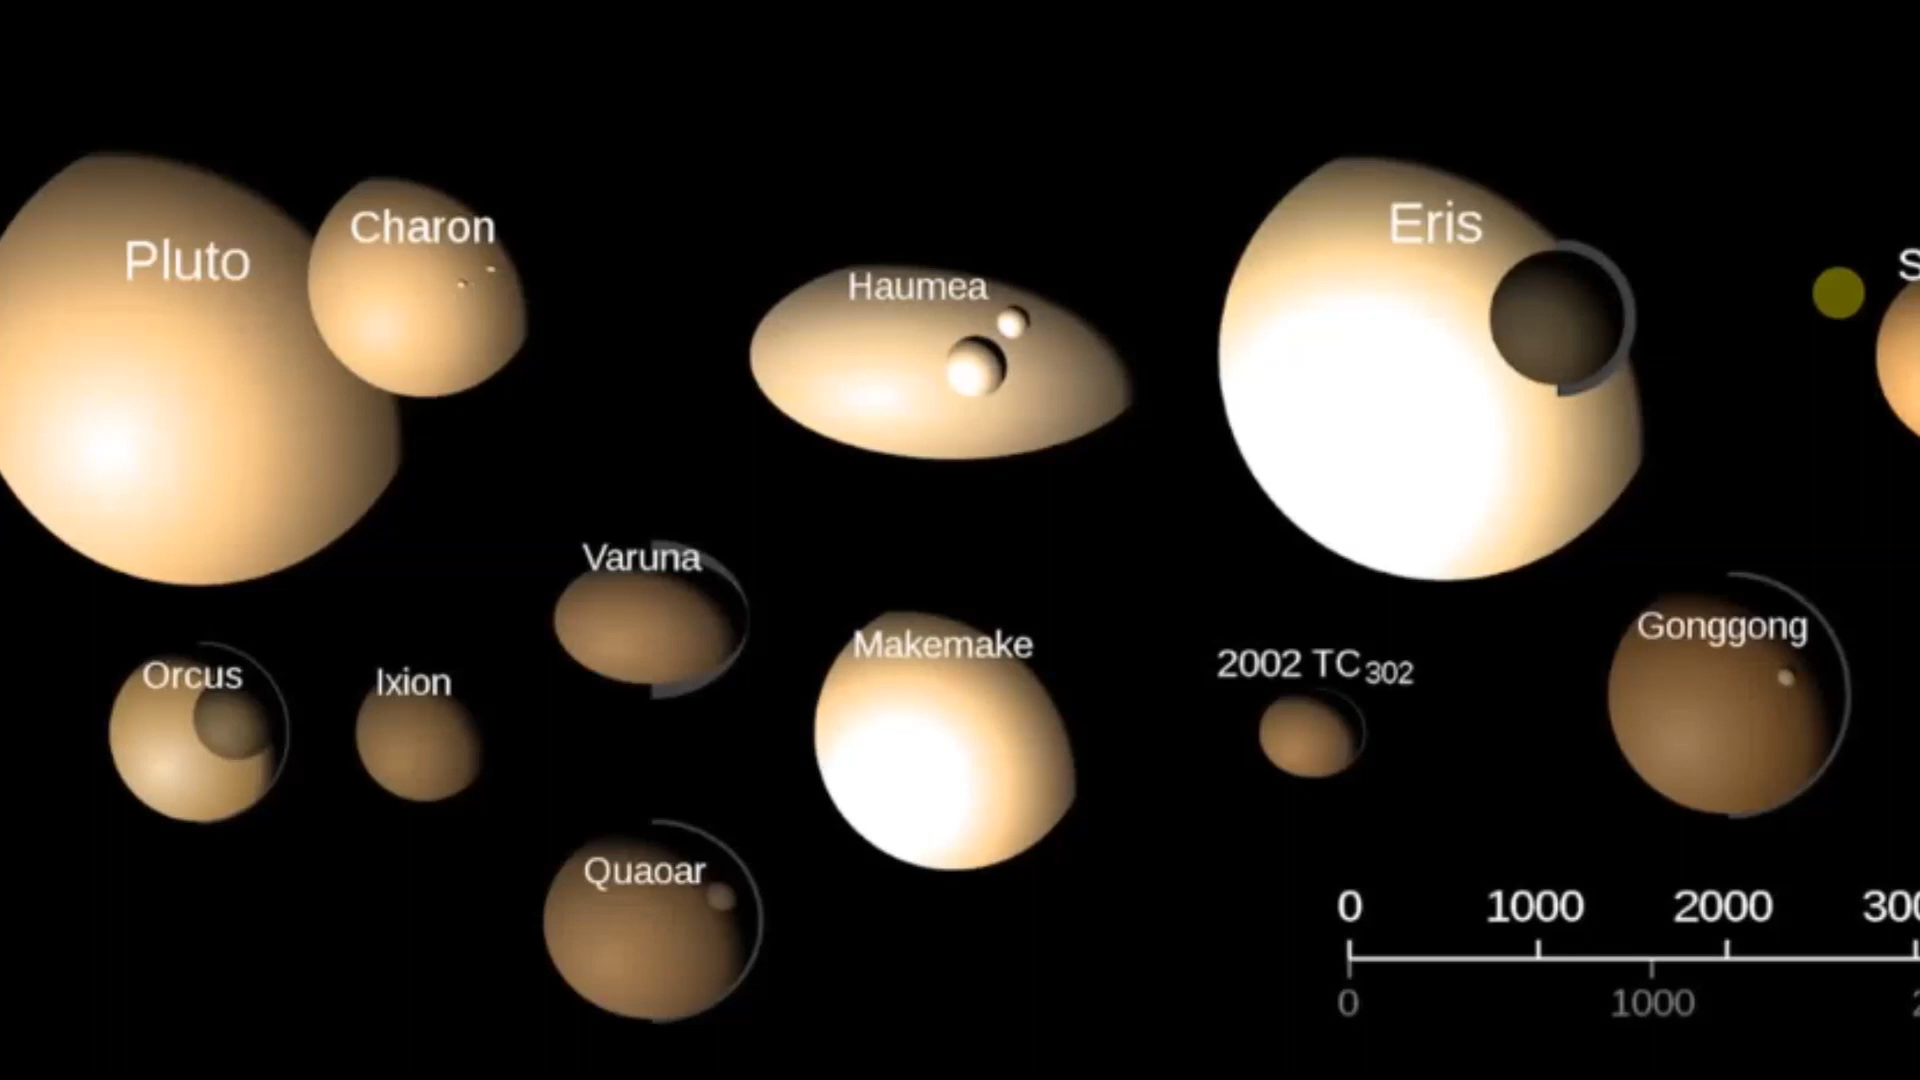 Pluto
Charon
Haumea
Eris
Varuna
Orcus
Ixion
Makemake
2002 TC302
Gonggong
Quaoar
0 1000 2000
0 1000